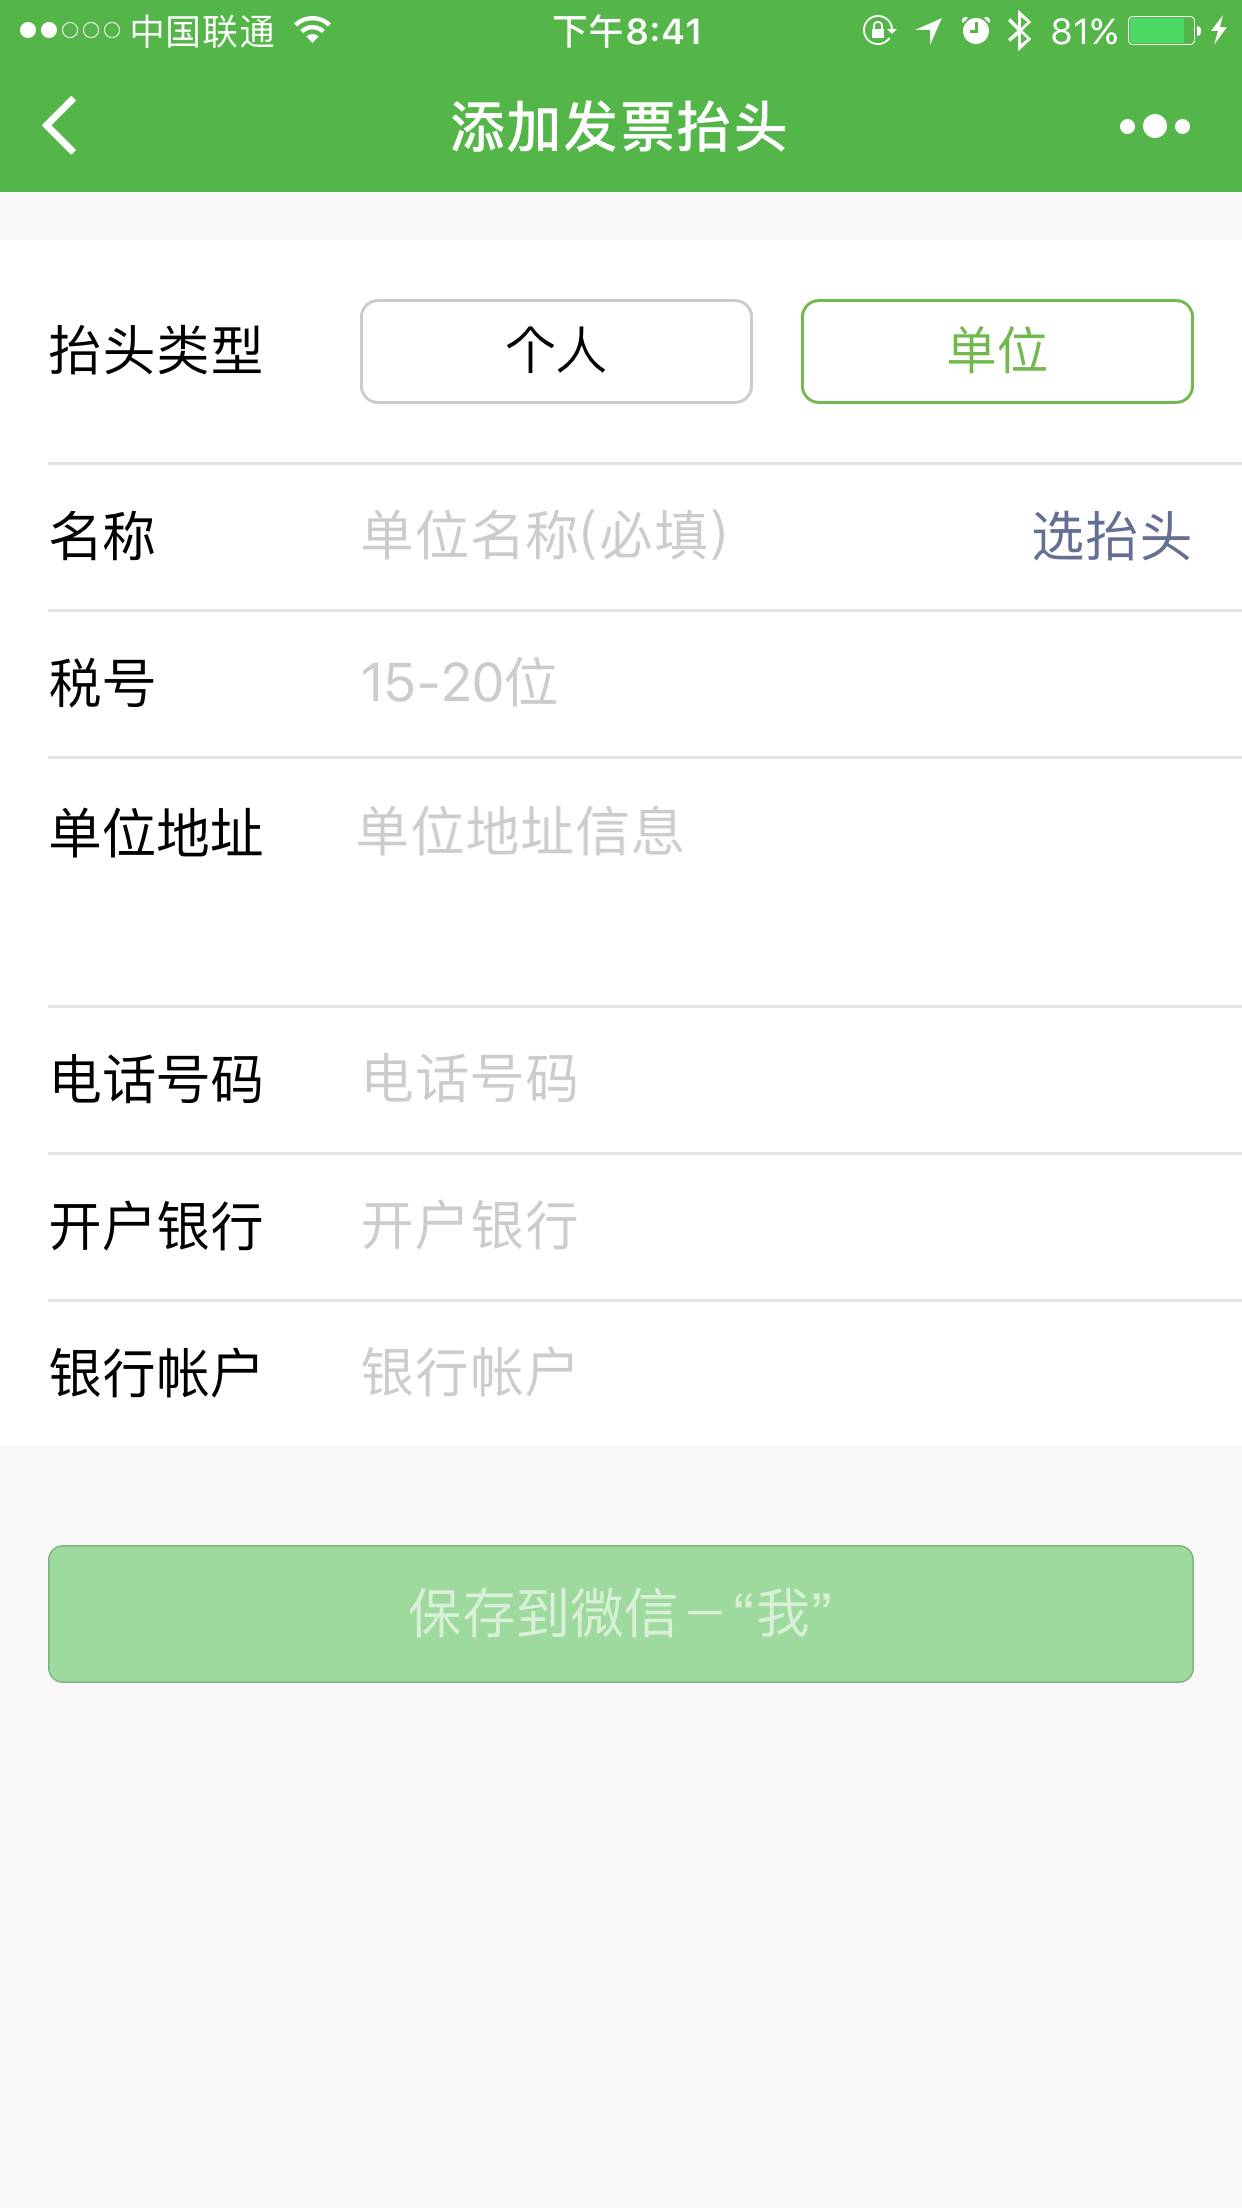 中国联通 下午8:41 81%
添加发票抬头
抬头类型 个人 单位
名称 单位名称(必填) 选抬头
税号 15-20位
单位地址 单位地址信息
电话号码 电话号码
开户银行 开户银行
银行帐户 银行帐户
保存到微信－“我”